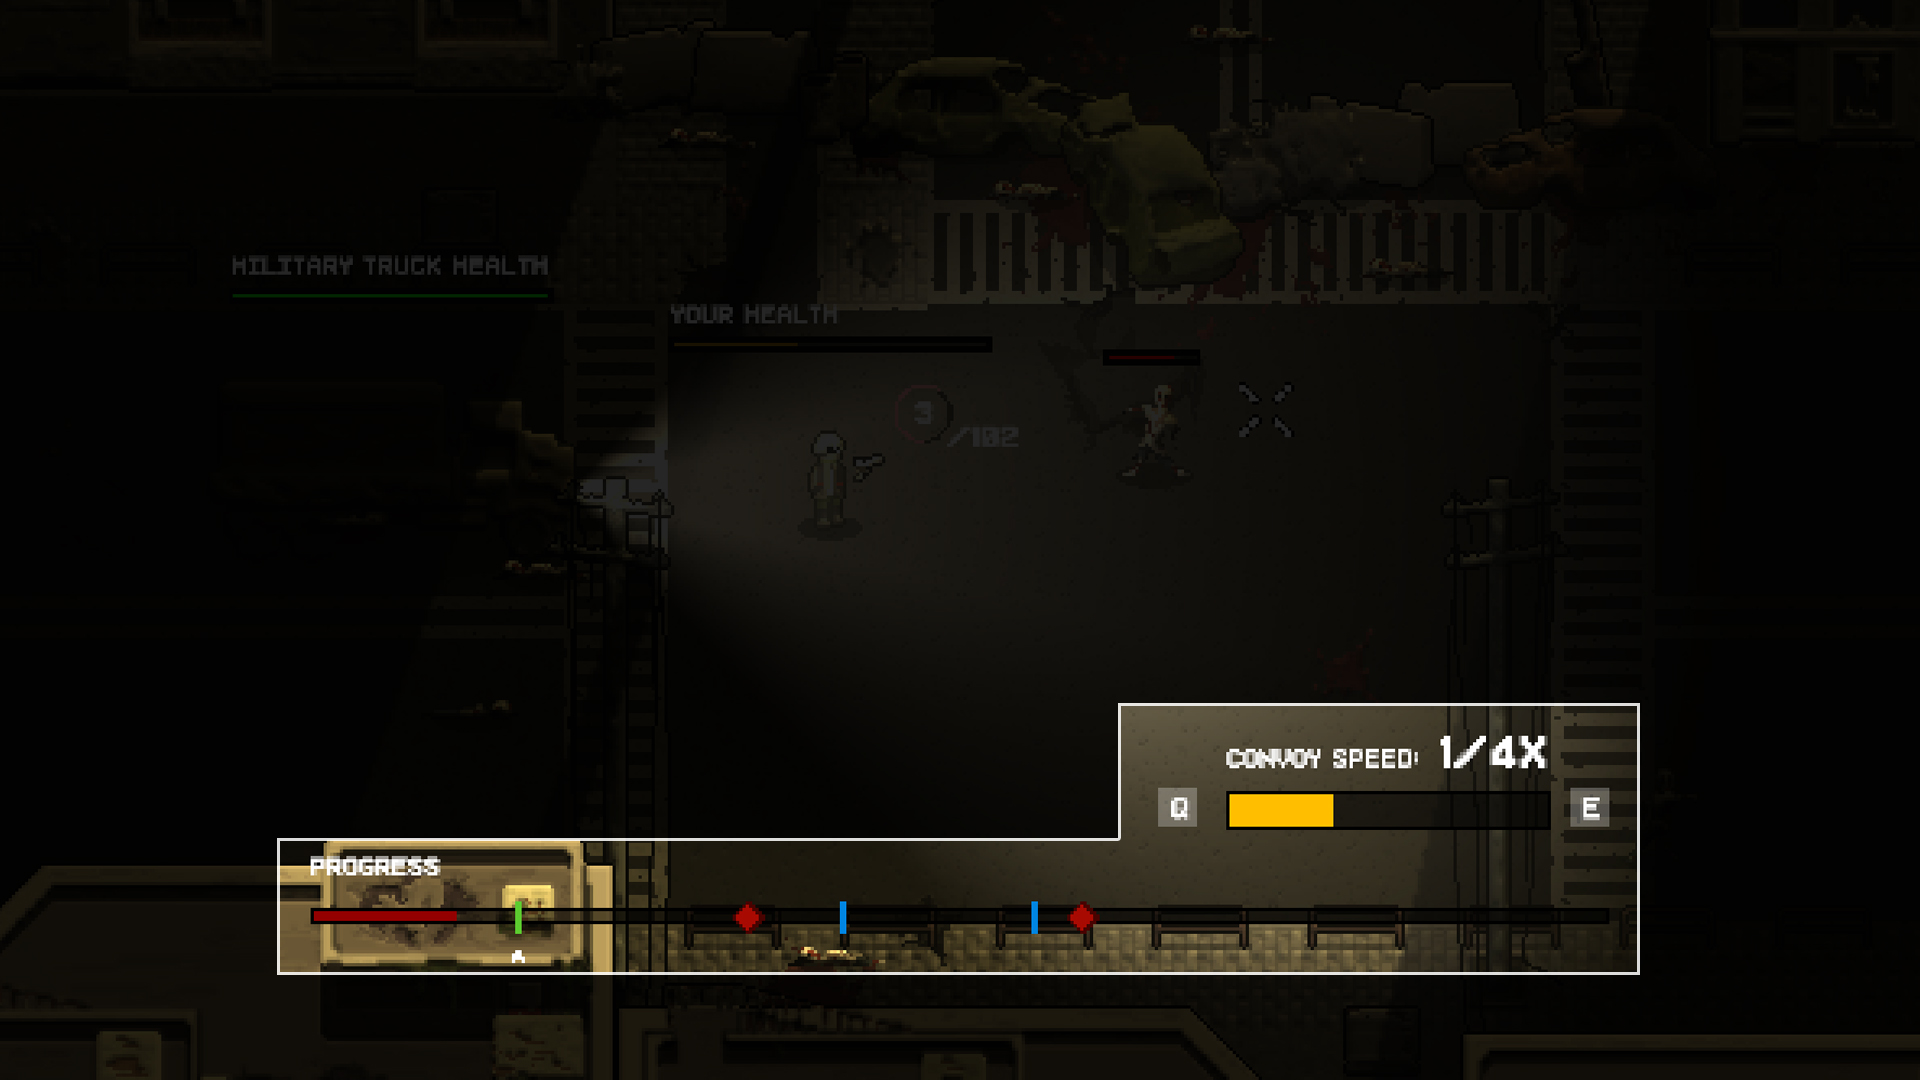 MILITARY TRUCK HEALTH
YOUR HEALTH
3
/102
CONVOY SPEED: 1/4X
Q
E
PROGRESS
A